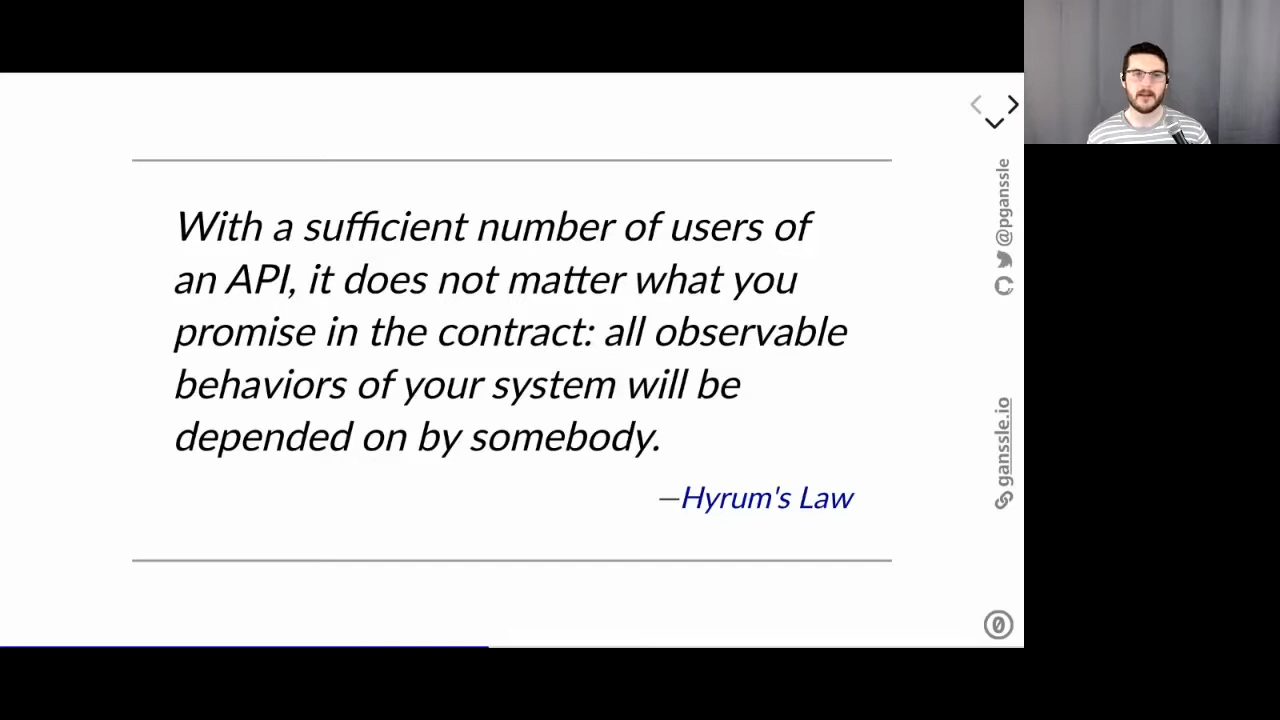 With a sufficient number of users of
an API, it does not matter what you
promise in the contract: all observable
behaviors of your system will be
depended on by somebody.
—Hyrum's Law
@pganssle
ganssle.io
0